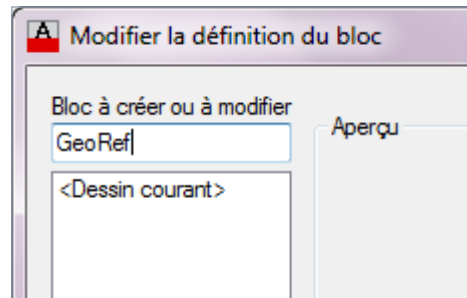 Modifier la définition du bloc
Bloc à créer ou à modifier
GeoRef
Aperçu
<Dessin courant>